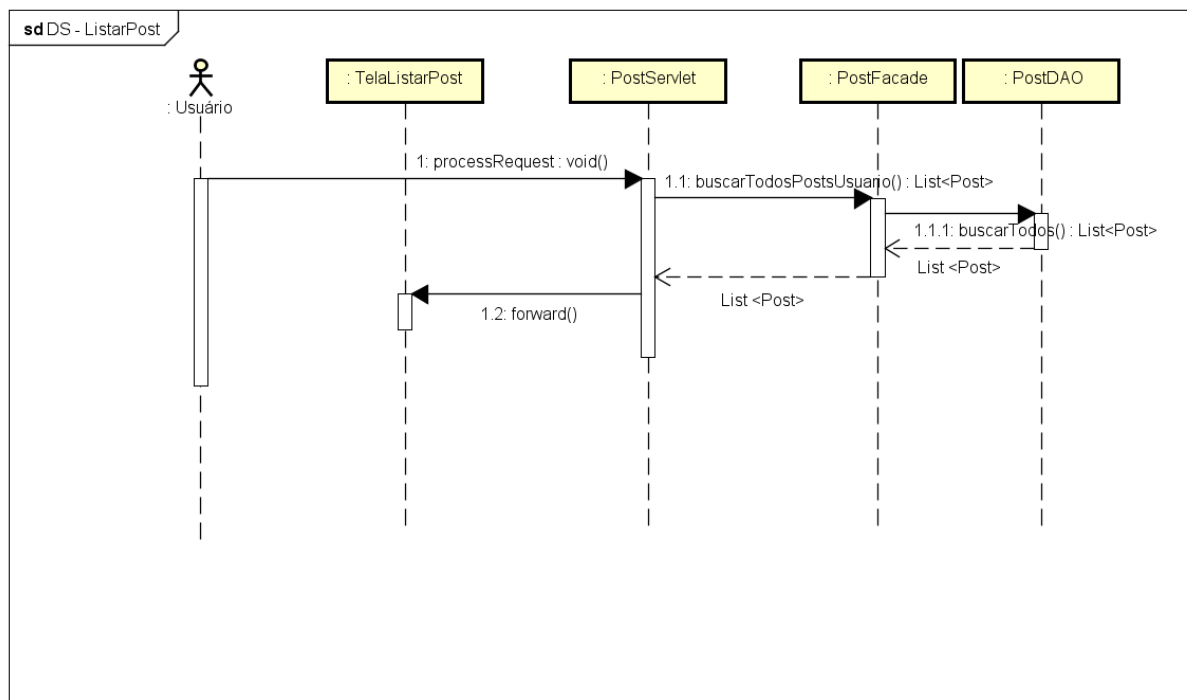 sd DS - ListarPost
: Usuário
: TelaListarPost
: PostServlet
: PostFacade
: PostDAO
1: processRequest : void()
1.1: buscarTodosPostsUsuario() : List<Post>
1.1.1: buscarTodos() : List<Post>
List <Post>
List <Post>
1.2: forward()